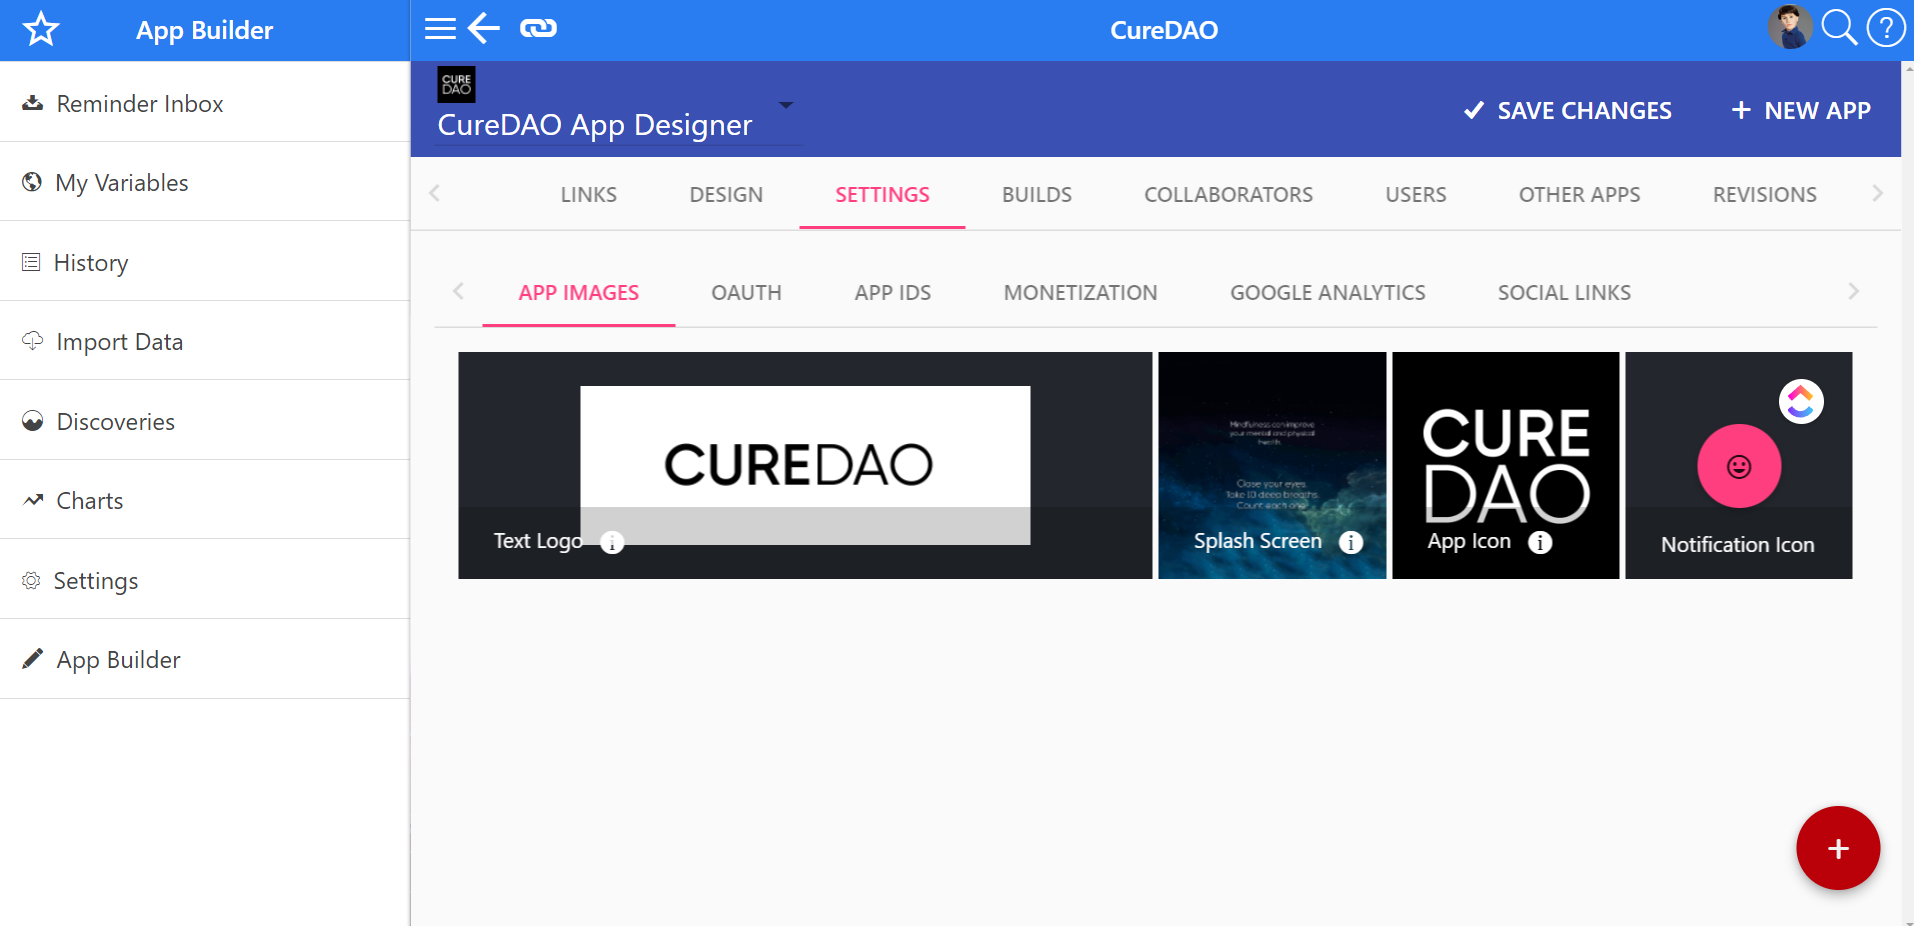 App Builder
CureDAO
?
Reminder Inbox
My Variables
History
Import Data
Discoveries
Charts
Settings
App Builder
CURE
DAO
CureDAO App Designer
SAVE CHANGES
+ NEW APP
LINKS
DESIGN
SETTINGS
BUILDS
COLLABORATORS
USERS
OTHER APPS
REVISIONS
APP IMAGES
OAUTH
APP IDS
MONETIZATION
GOOGLE ANALYTICS
SOCIAL LINKS
CUREDAO
Text Logo i
Mindfulness can improve
your mental and physical
health.
Close your eyes.
Take 10 deep breaths.
Count each one
Splash Screen i
CURE
DAO
App Icon i
Notification Icon
+